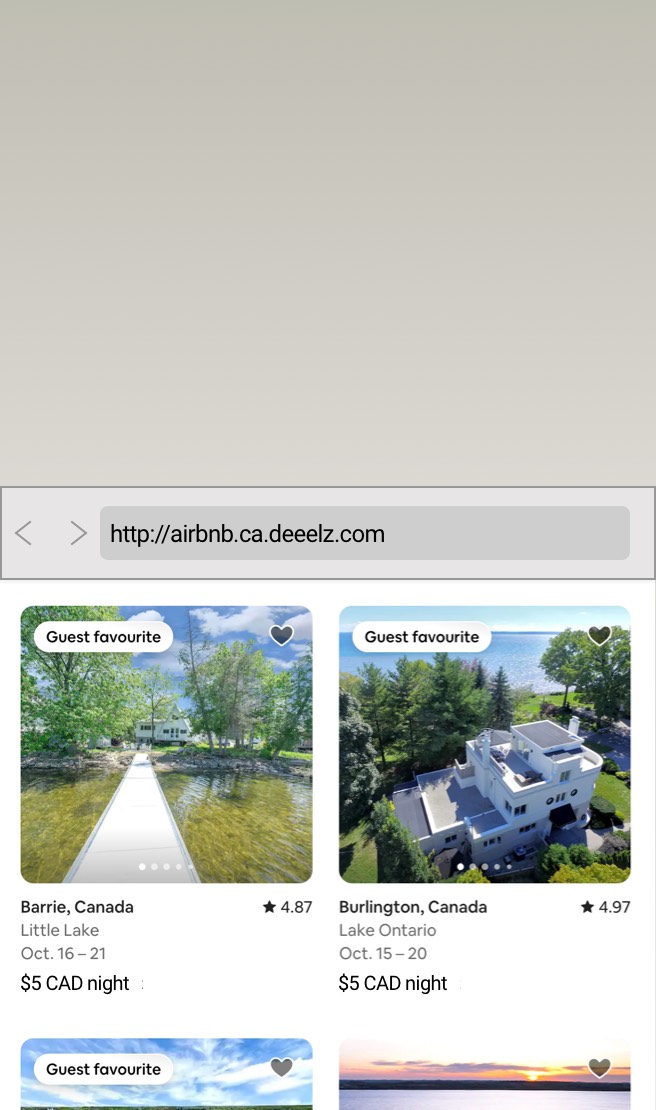 http://airbnb.ca.deeelz.com
Guest favourite
Guest favourite
Barrie, Canada ★ 4.87
Little Lake
Oct. 16 – 21
$5 CAD night
Burlington, Canada ★ 4.97
Lake Ontario
Oct. 15 – 20
$5 CAD night
Guest favourite